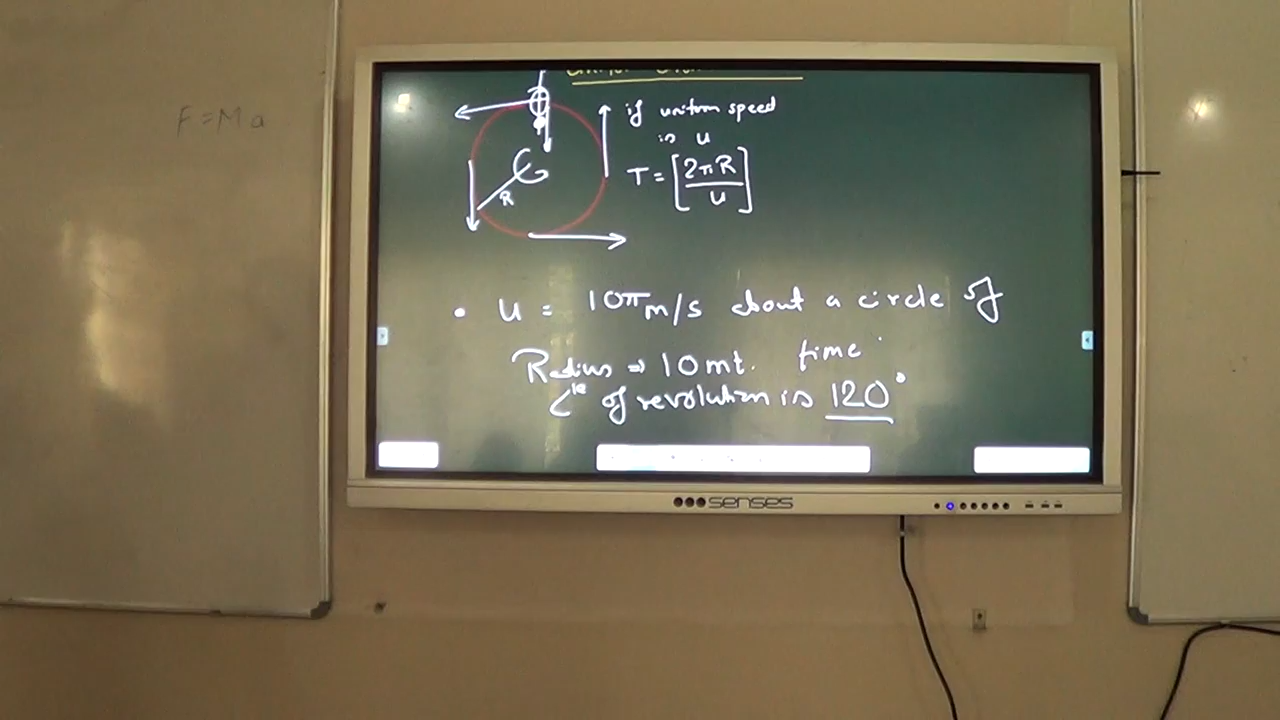 F = Ma
if uniform speed
is u
T = [2πR/u]
R
• u = 10π m/s about a circle of
Radius ⇒ 10 mt. time
of revolution is 120°
senses